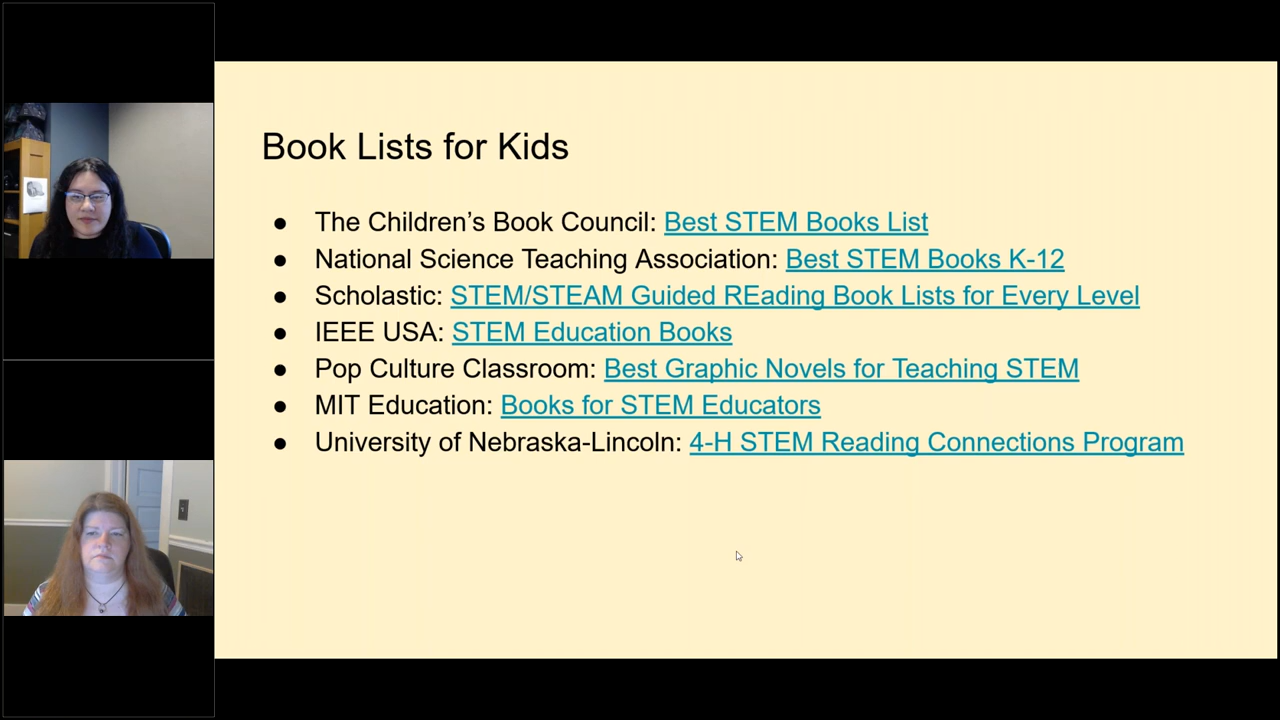 Book Lists for Kids
● The Children’s Book Council: Best STEM Books List
● National Science Teaching Association: Best STEM Books K-12
● Scholastic: STEM/STEAM Guided REading Book Lists for Every Level
● IEEE USA: STEM Education Books
● Pop Culture Classroom: Best Graphic Novels for Teaching STEM
● MIT Education: Books for STEM Educators
● University of Nebraska-Lincoln: 4-H STEM Reading Connections Program